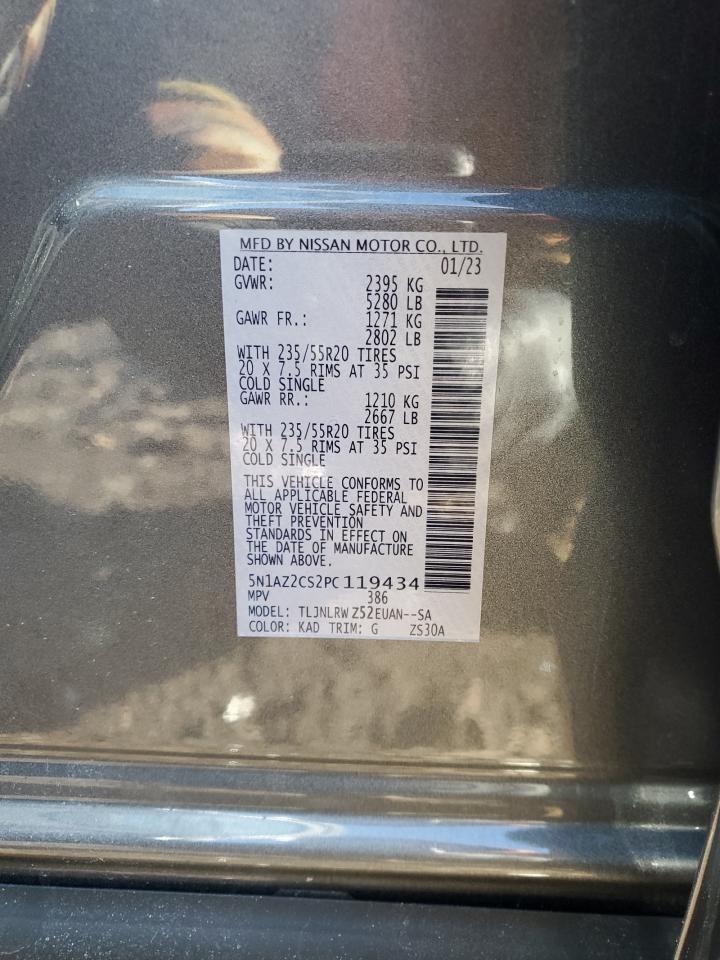 MFD BY NISSAN MOTOR CO., LTD.
DATE: 01/23
GVWR: 2395 KG
5280 LB
GAWR FR.: 1271 KG
2802 LB
WITH 235/55R20 TIRES
20 X 7.5 RIMS AT 35 PSI
COLD SINGLE
GAWR RR.: 1210 KG
2667 LB
WITH 235/55R20 TIRES
20 X 7.5 RIMS AT 35 PSI
COLD SINGLE
THIS VEHICLE CONFORMS TO
ALL APPLICABLE FEDERAL
MOTOR VEHICLE SAFETY AND
THEFT PREVENTION
STANDARDS IN EFFECT ON
THE DATE OF MANUFACTURE
SHOWN ABOVE.
5N1AZ2CS2PC119434
MPV 386
MODEL: TLJNLRW Z52EUAN--SA
COLOR: KAD TRIM: G ZS30A